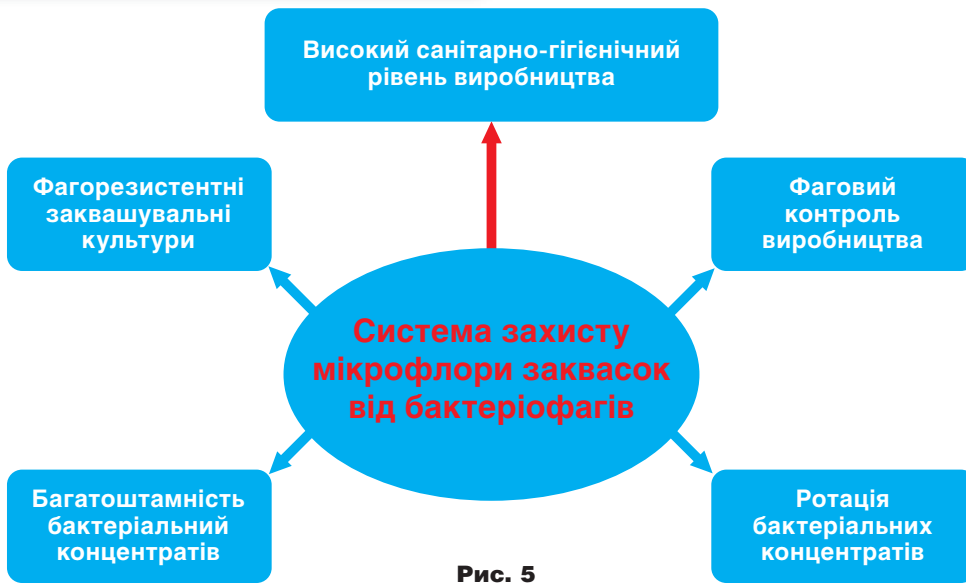 Високий санітарно-гігієнічний
рівень виробництва
Фагорезистентні
заквашувальні
культури
Фаговий
контроль
виробництва
Система захисту
мікрофлори заквасок
від бактеріофагів
Багатоштамність
бактеріальний
концентратів
Ротація
бактеріальних
концентратів
Рис. 5